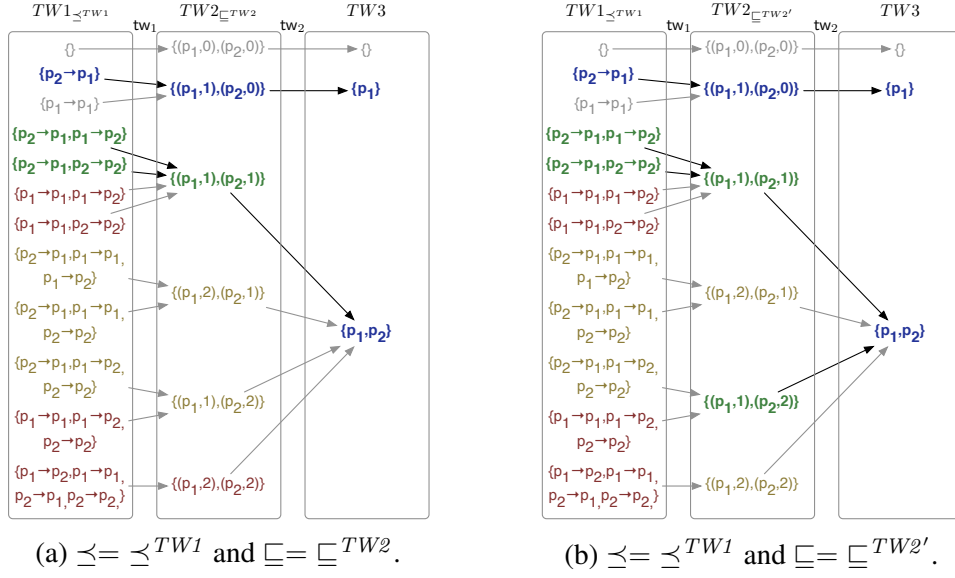 TW1⪯TW1 TW2⊑TW2 TW3
tw1 tw2
{} {(p1,0),(p2,0)} {}
{p2→p1}
{(p1,1),(p2,0)} {p1}
{p1→p1}
{p2→p1,p1→p2}
{p2→p1,p2→p2}
{(p1,1),(p2,1)}
{p1→p1,p1→p2}
{p1→p1,p2→p2}
{p2→p1,p1→p1,
p1→p2}
{(p1,2),(p2,1)}
{p2→p1,p1→p1,
p2→p2}
{p1,p2}
{p2→p1,p1→p2,
p2→p2}
{(p1,1),(p2,2)}
{p1→p1,p1→p2,
p2→p2}
{p1→p2,p1→p1,
{(p1,2),(p2,2)}
p2→p1,p2→p2,}
(a) ⪯= ⪯TW1 and ⊑= ⊑TW2.
TW1⪯TW1 TW2⊑TW2′ TW3
tw1 tw2
{} {(p1,0),(p2,0)} {}
{p2→p1}
{(p1,1),(p2,0)} {p1}
{p1→p1}
{p2→p1,p1→p2}
{p2→p1,p2→p2}
{(p1,1),(p2,1)}
{p1→p1,p1→p2}
{p1→p1,p2→p2}
{p2→p1,p1→p1,
p1→p2}
{(p1,2),(p2,1)}
{p2→p1,p1→p1,
p2→p2}
{p1,p2}
{p2→p1,p1→p2,
p2→p2}
{(p1,1),(p2,2)}
{p1→p1,p1→p2,
p2→p2}
{p1→p2,p1→p1,
{(p1,2),(p2,2)}
p2→p1,p2→p2,}
(b) ⪯= ⪯TW1 and ⊑= ⊑TW2′.